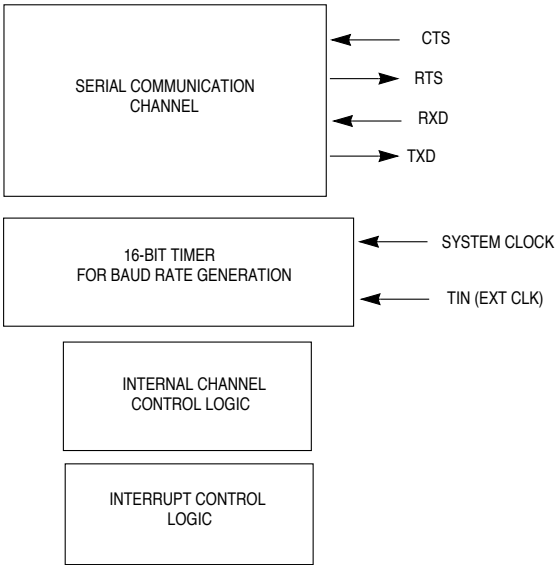 SERIAL COMMUNICATION
CHANNEL
CTS
RTS
RXD
TXD
16-BIT TIMER
FOR BAUD RATE GENERATION
SYSTEM CLOCK
TIN (EXT CLK)
INTERNAL CHANNEL
CONTROL LOGIC
INTERRUPT CONTROL
LOGIC